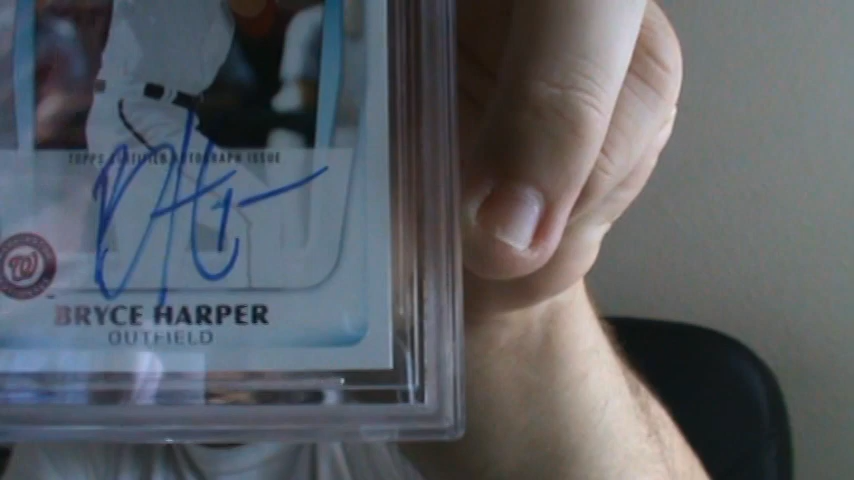 TOPPS CERTIFIED AUTOGRAPH ISSUE
W
BRYCE HARPER
OUTFIELD